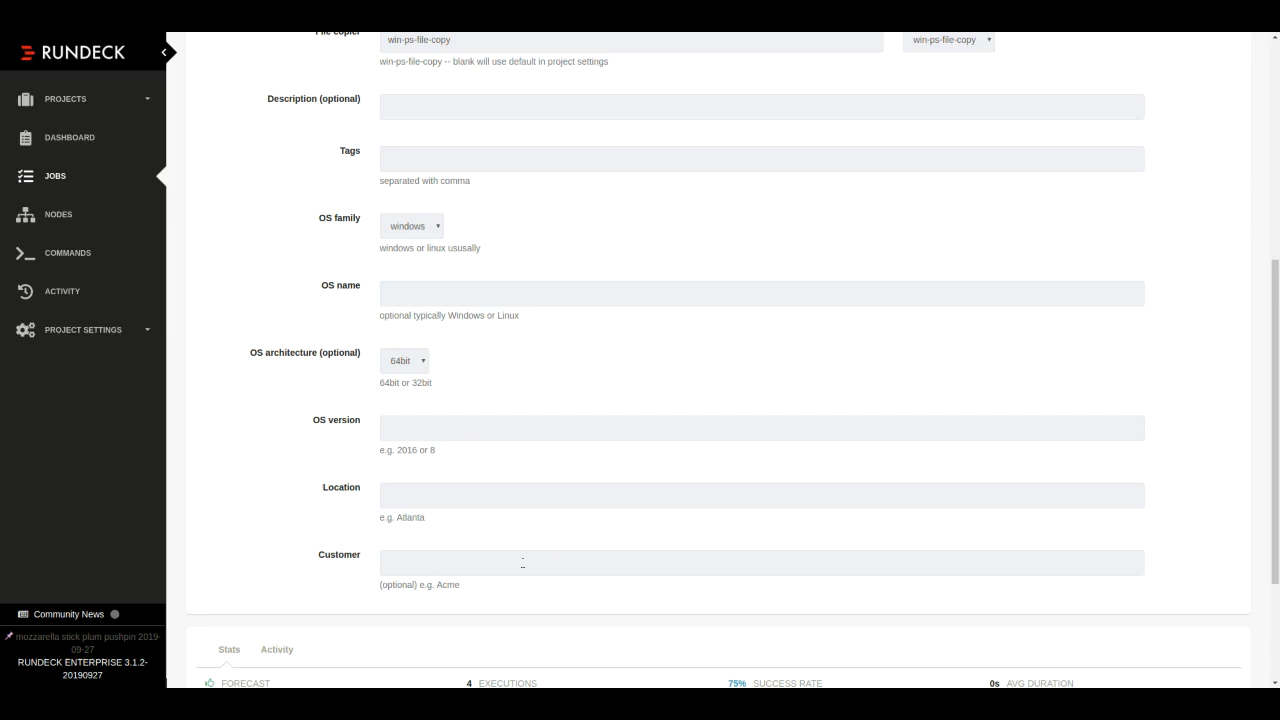 RUNDECK
PROJECTS
DASHBOARD
JOBS
NODES
COMMANDS
ACTIVITY
PROJECT SETTINGS
Community News
mozzarella stick plum pushpin 2019-
09-27
RUNDECK ENTERPRISE 3.1.2-
20190927
File copier
win-ps-file-copy
win-ps-file-copy
win-ps-file-copy -- blank will use default in project settings
Description (optional)
Tags
separated with comma
OS family
windows
windows or linux ususally
OS name
optional typically Windows or Linux
OS architecture (optional)
64bit
64bit or 32bit
OS version
e.g. 2016 or 8
Location
e.g. Atlanta
Customer
(optional) e.g. Acme
Stats Activity
FORECAST 4 EXECUTIONS 75% SUCCESS RATE 0s AVG DURATION